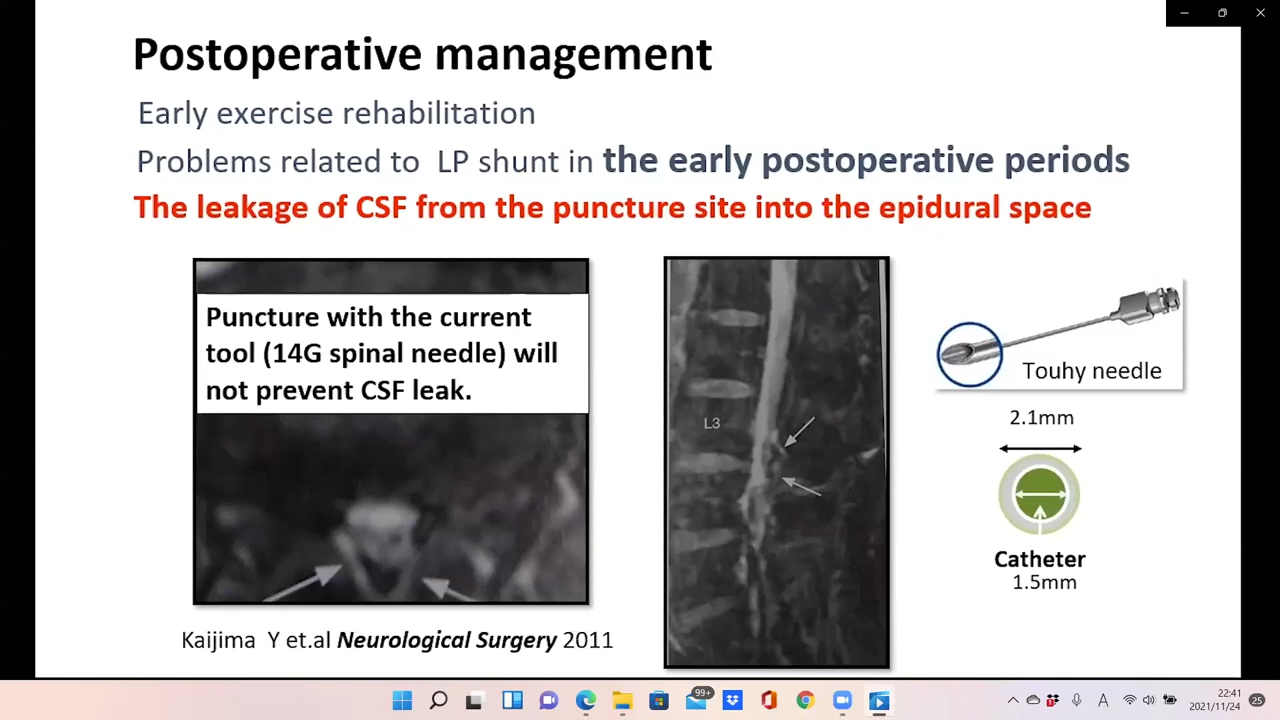 Postoperative management
Early exercise rehabilitation
Problems related to LP shunt in the early postoperative periods
The leakage of CSF from the puncture site into the epidural space
Puncture with the current
tool (14G spinal needle) will
not prevent CSF leak.
L3
Touhy needle
2.1mm
Catheter
1.5mm
Kaijima Y et.al Neurological Surgery 2011
99+
A
22:41
2021/11/24
25